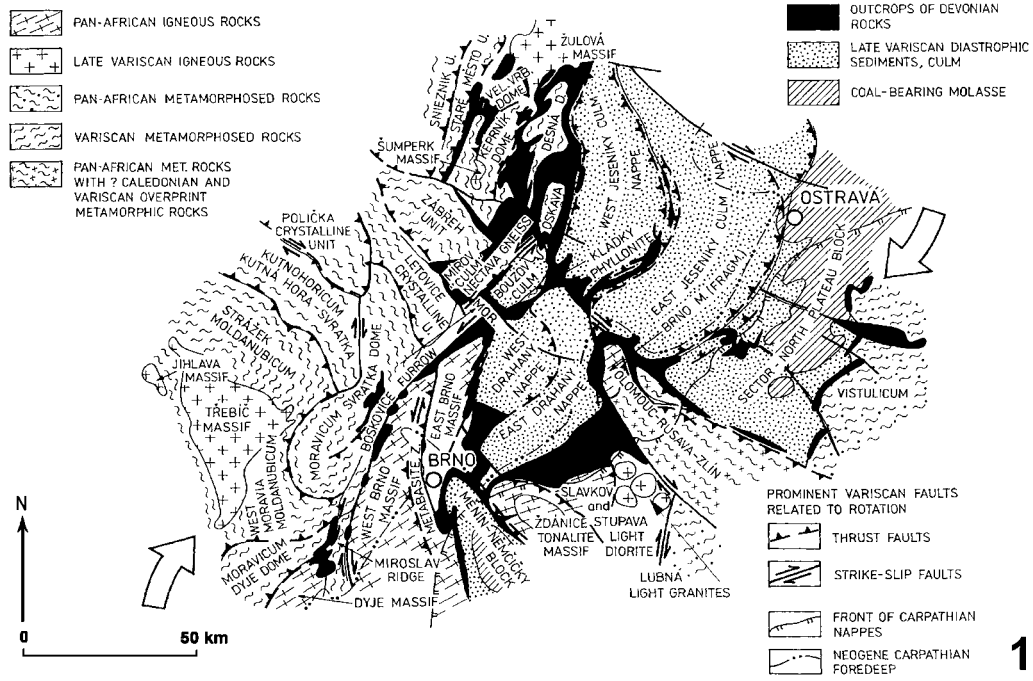 PAN-AFRICAN IGNEOUS ROCKS
LATE VARISCAN IGNEOUS ROCKS
PAN-AFRICAN METAMORPHOSED ROCKS
VARISCAN METAMORPHOSED ROCKS
PAN-AFRICAN MET. ROCKS
WITH ? CALEDONIAN AND
VARISCAN OVERPRINT
METAMORPHIC ROCKS
OUTCROPS OF DEVONIAN
ROCKS
LATE VARISCAN DIASTROPHIC
SEDIMENTS, CULM
COAL-BEARING MOLASSE
ŽULOVÁ
MASSIF
SNIEZNIK U.
STARÉ MĚSTO U.
VEL. VRB.
DOME
KEPRNÍK
DOME
DESNÁ D.
ŠUMPERK
MASSIF
WEST JESENÍKY CULM
NAPPE
EAST JESENÍKY CULM NAPPE
BRNO M. (FRAGM.)
OSTRAVA
PLATEAU BLOCK
SECTOR NORTH
VISTULICUM
OSKAVA
KLADKY
PHYLLONITE
ZÁBŘEH
UNIT
MÍROV
CULM
NECTAVA GNEISS
BOUZOV
CULM
MOR.
POLIČKA
CRYSTALLINE
UNIT
LETOVICE
CRYSTALLINE
U.
KUTNOHORICUM
KUTNÁ HORA SVRATKA
STRÁŽEK
MOLDANUBICUM
JIHLAVA
MASSIF
TŘEBÍČ
MASSIF
WEST
MORAVIA
MOLDANUBICUM
MORAVICUM SVRATKA DOME
BOSKOVICE FURROW
WEST BRNO
MASSIF
METABASITE Z.
EAST BRNO
MASSIF
BRNO
WEST
DRAHANY
NAPPE
EAST DRAHANY
NAPPE
OLOMOUC
RUSAVA-ZLÍN
MORAVICUM
DYJE DOME
MIROSLAV
RIDGE
DYJE MASSIF
MENÍN-NĚMČIČKY
BLOCK
SLAVKOV
and
ŽDÁNICE STUPAVA
TONALITE LIGHT
MASSIF DIORITE
LUBNÁ
LIGHT GRANITES
N
0 50 km
PROMINENT VARISCAN FAULTS
RELATED TO ROTATION
THRUST FAULTS
STRIKE-SLIP FAULTS
FRONT OF CARPATHIAN
NAPPES
NEOGENE CARPATHIAN
FOREDEEP
1